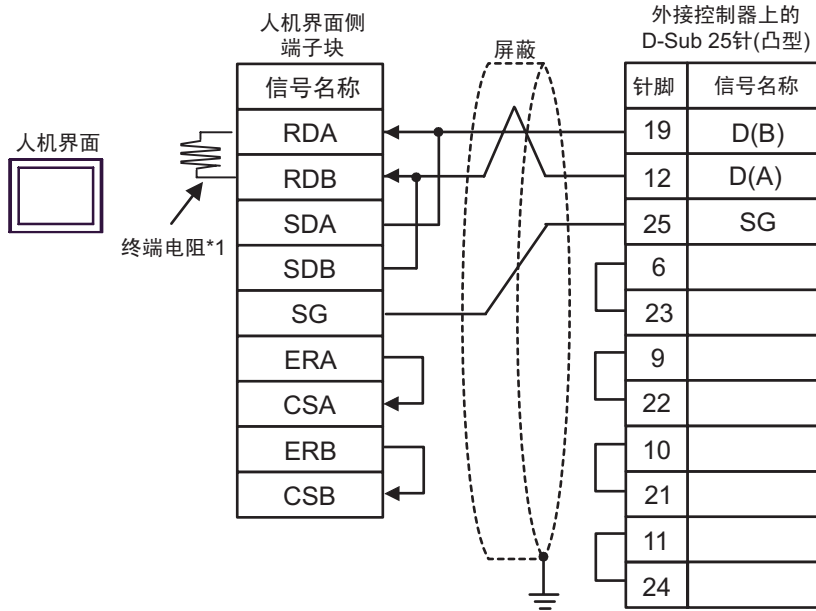 人机界面
终端电阻*1
人机界面侧
端子块
信号名称
RDA
RDB
SDA
SDB
SG
ERA
CSA
ERB
CSB
屏蔽
外接控制器上的
D-Sub 25针(凸型)
针脚 信号名称
19 D(B)
12 D(A)
25 SG
6
23
9
22
10
21
11
24